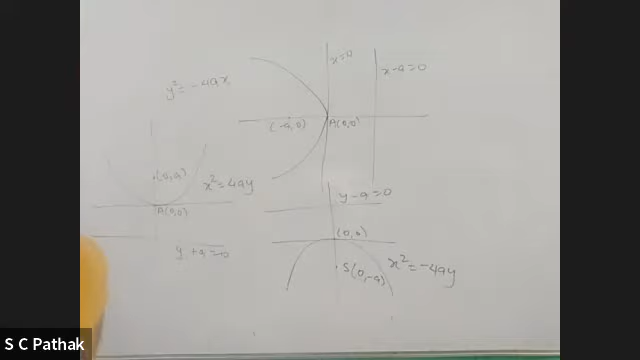 x=0
x-a=0
y²=-4ax
(-a,0)
A(0,0)
(0,a)
x²=4ay
A(0,0)
y-a=0
(0,0)
y+a=0
S(0,-a)
x²=-4ay
S C Pathak